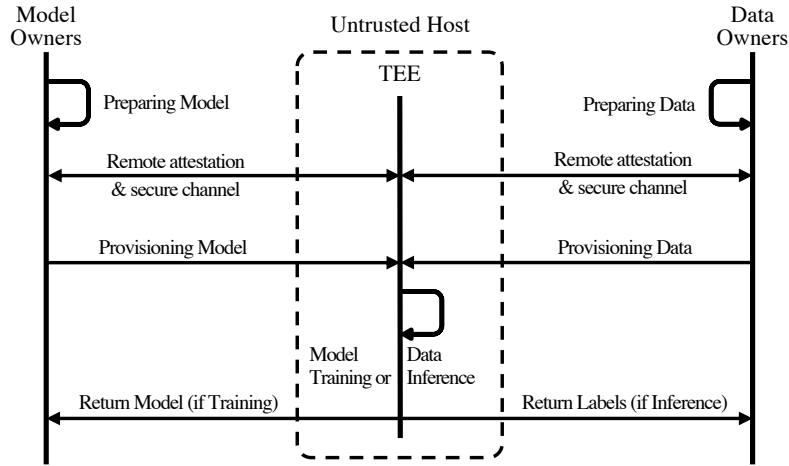 Model
Owners
Untrusted Host
Data
Owners
TEE
Preparing Model
Preparing Data
Remote attestation
& secure channel
Remote attestation
& secure channel
Provisioning Model
Provisioning Data
Model
Training or
Data
Inference
Return Model (if Training)
Return Labels (if Inference)